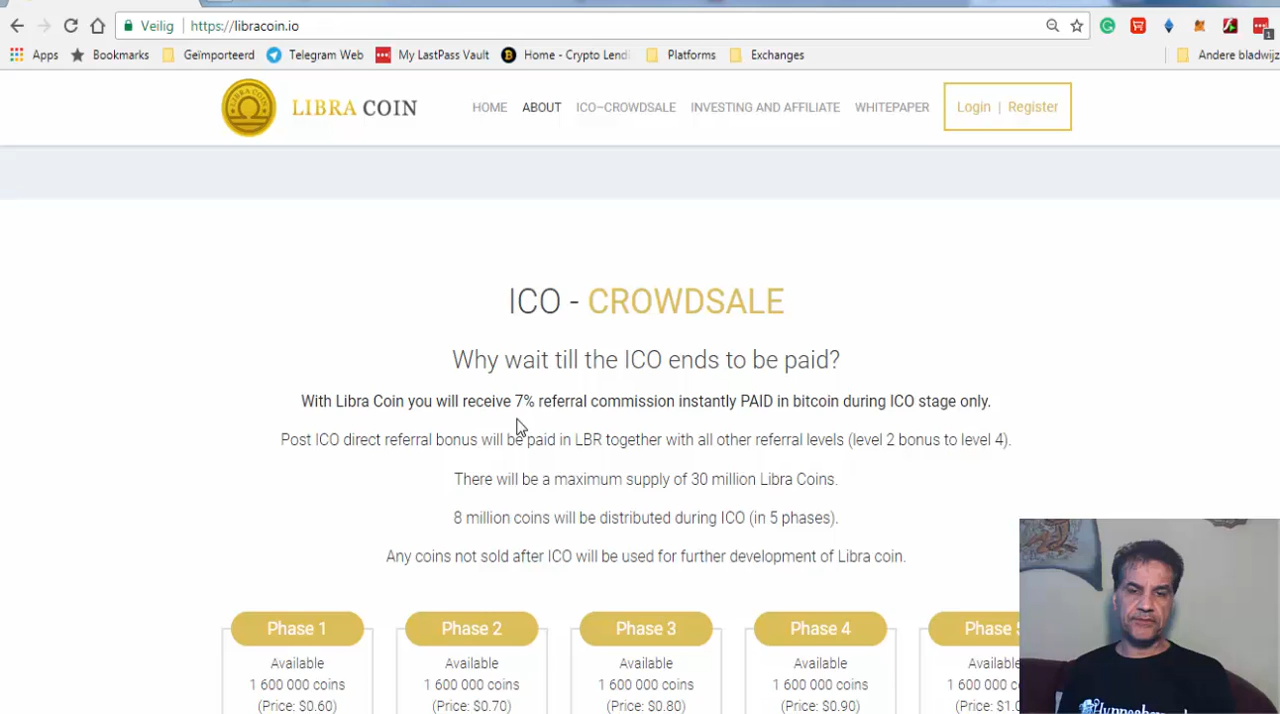 Veilig https://libracoin.io
Apps Bookmarks Geïmporteerd Telegram Web My LastPass Vault Home - Crypto Lend Platforms Exchanges Andere bladwijz
LIBRA COIN HOME ABOUT ICO–CROWDSALE INVESTING AND AFFILIATE WHITEPAPER Login | Register
ICO - CROWDSALE
Why wait till the ICO ends to be paid?
With Libra Coin you will receive 7% referral commission instantly PAID in bitcoin during ICO stage only.
Post ICO direct referral bonus will be paid in LBR together with all other referral levels (level 2 bonus to level 4).
There will be a maximum supply of 30 million Libra Coins.
8 million coins will be distributed during ICO (in 5 phases).
Any coins not sold after ICO will be used for further development of Libra coin.
Phase 1 Phase 2 Phase 3 Phase 4 Phase
Available Available Available Available Availab
1 600 000 coins 1 600 000 coins 1 600 000 coins 1 600 000 coins 1 600 00
(Price: $0.60) (Price: $0.70) (Price: $0.80) (Price: $0.90) (Price: $1.